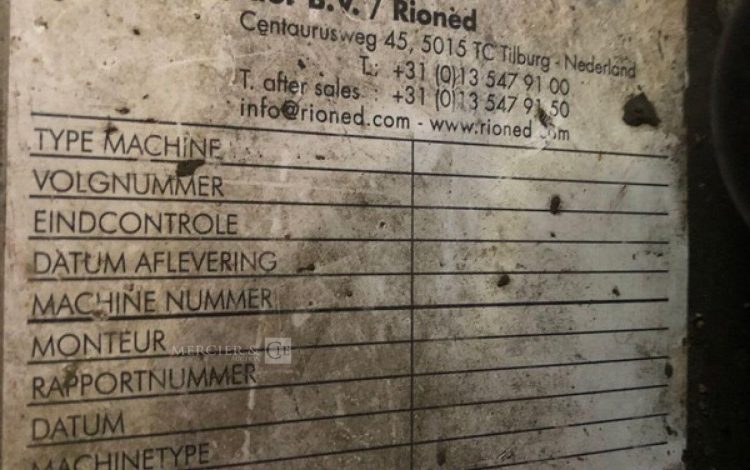 B.V. / Rioned
Centaurusweg 45, 5015 TC Tilburg - Nederland
T.: +31 (0)13 547 91 00
T. after sales : +31 (0)13 547 91 50
info@rioned.com - www.rioned.com
TYPE MACHINE
VOLGNUMMER
EINDCONTROLE
DATUM AFLEVERING
MACHINE NUMMER
MONTEUR
MERCIER & CIE
RAPPORTNUMMER
DATUM
MACHINETYPE